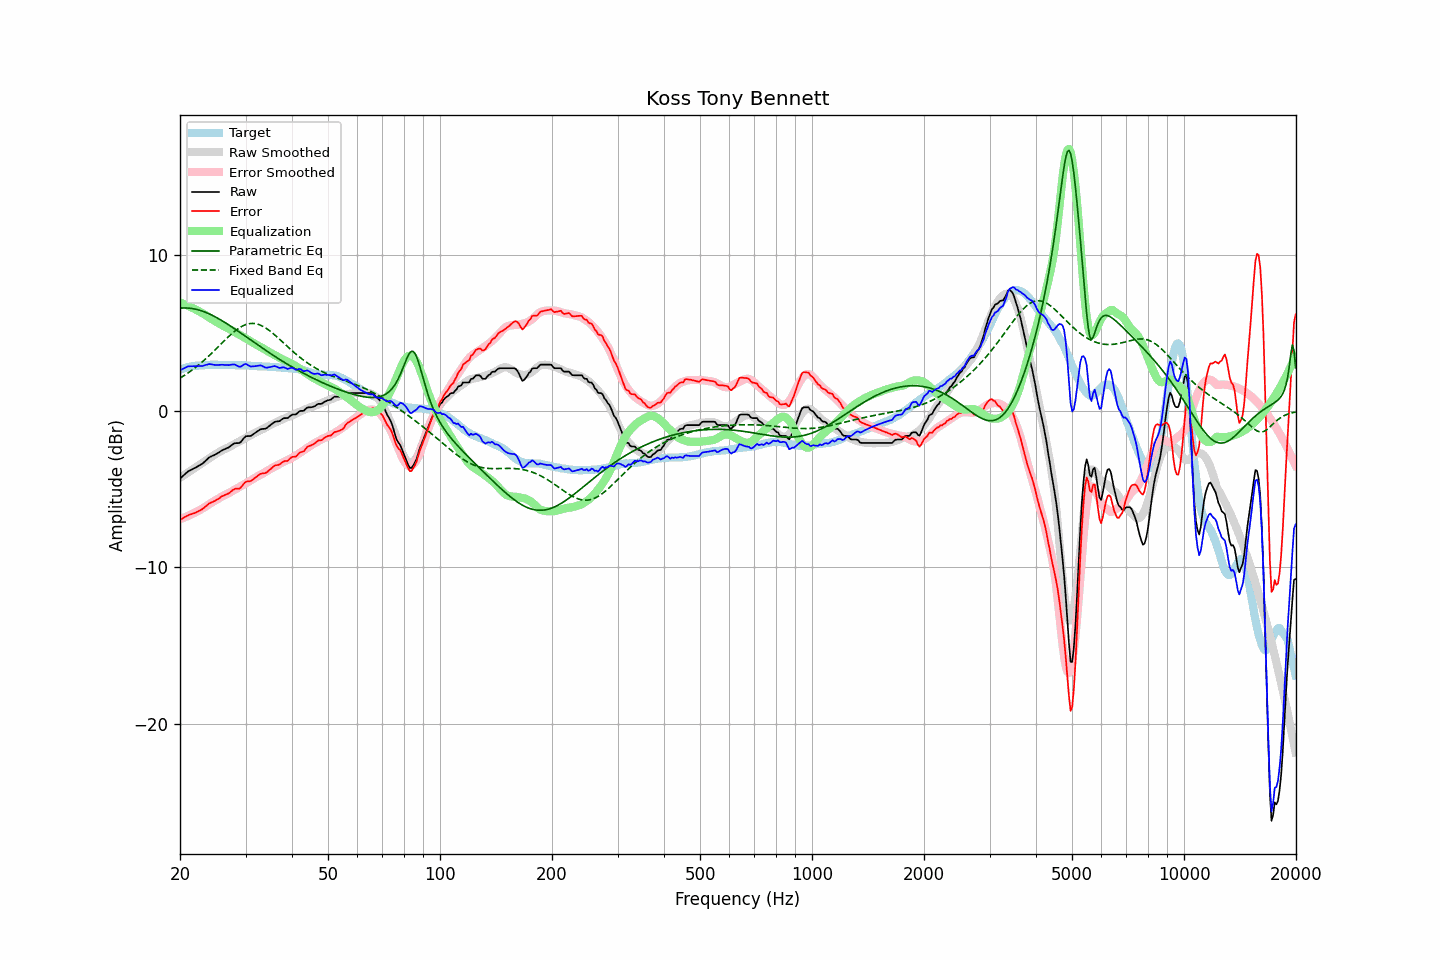 Koss Tony Bennett
Target
Raw Smoothed
Error Smoothed
Raw
Error
Equalization
Parametric Eq
Fixed Band Eq
Equalized
Amplitude (dBr)
10
0
−10
−20
20 50 100 200 500 1000 2000 5000 10000 20000
Frequency (Hz)